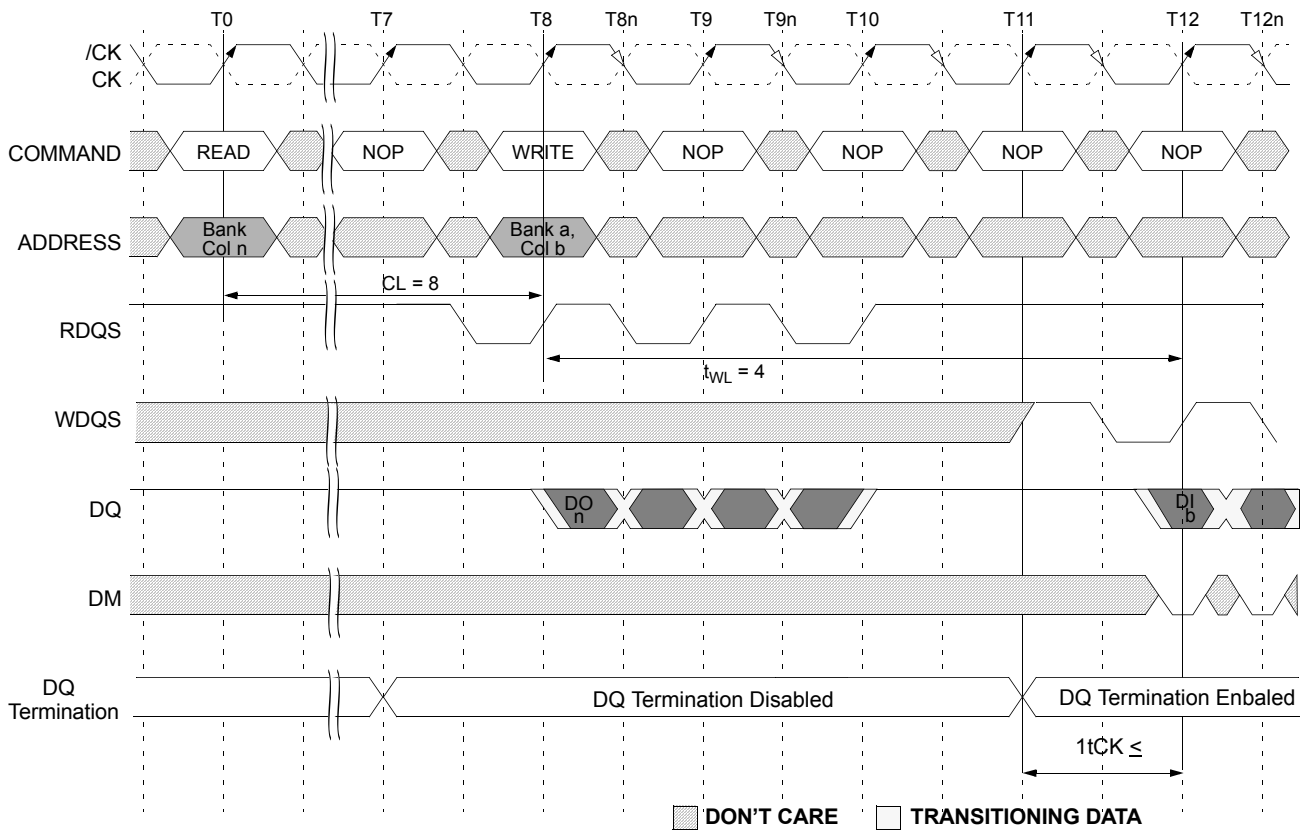 T0 T7 T8 T8n T9 T9n T10 T11 T12 T12n
/CK
CK
COMMAND READ NOP WRITE NOP NOP NOP NOP
ADDRESS Bank Col n Bank a, Col b
CL = 8
RDQS
tWL = 4
WDQS
DQ DO n DI b
DM
DQ Termination DQ Termination Disabled DQ Termination Enbaled
1tCK ≤
DON'T CARE TRANSITIONING DATA